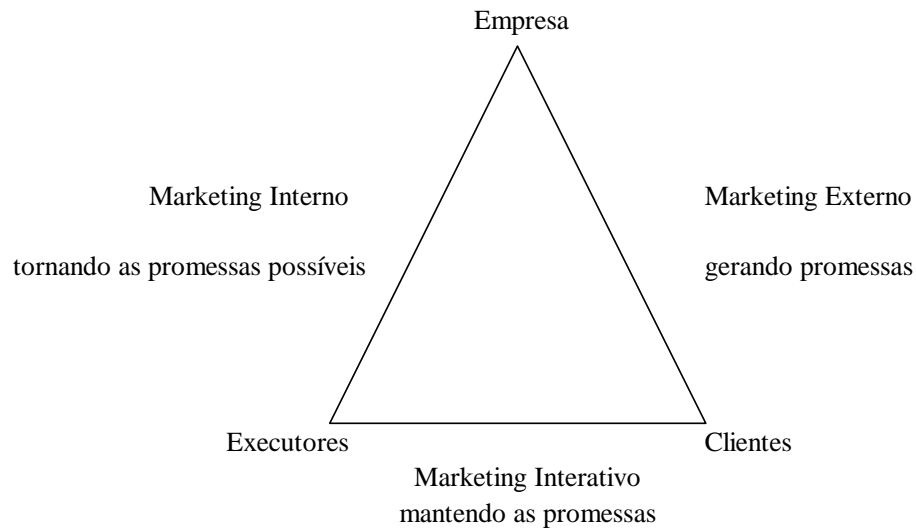 Empresa
Marketing Interno
tornando as promessas possíveis
Marketing Externo
gerando promessas
Executores
Clientes
Marketing Interativo
mantendo as promessas